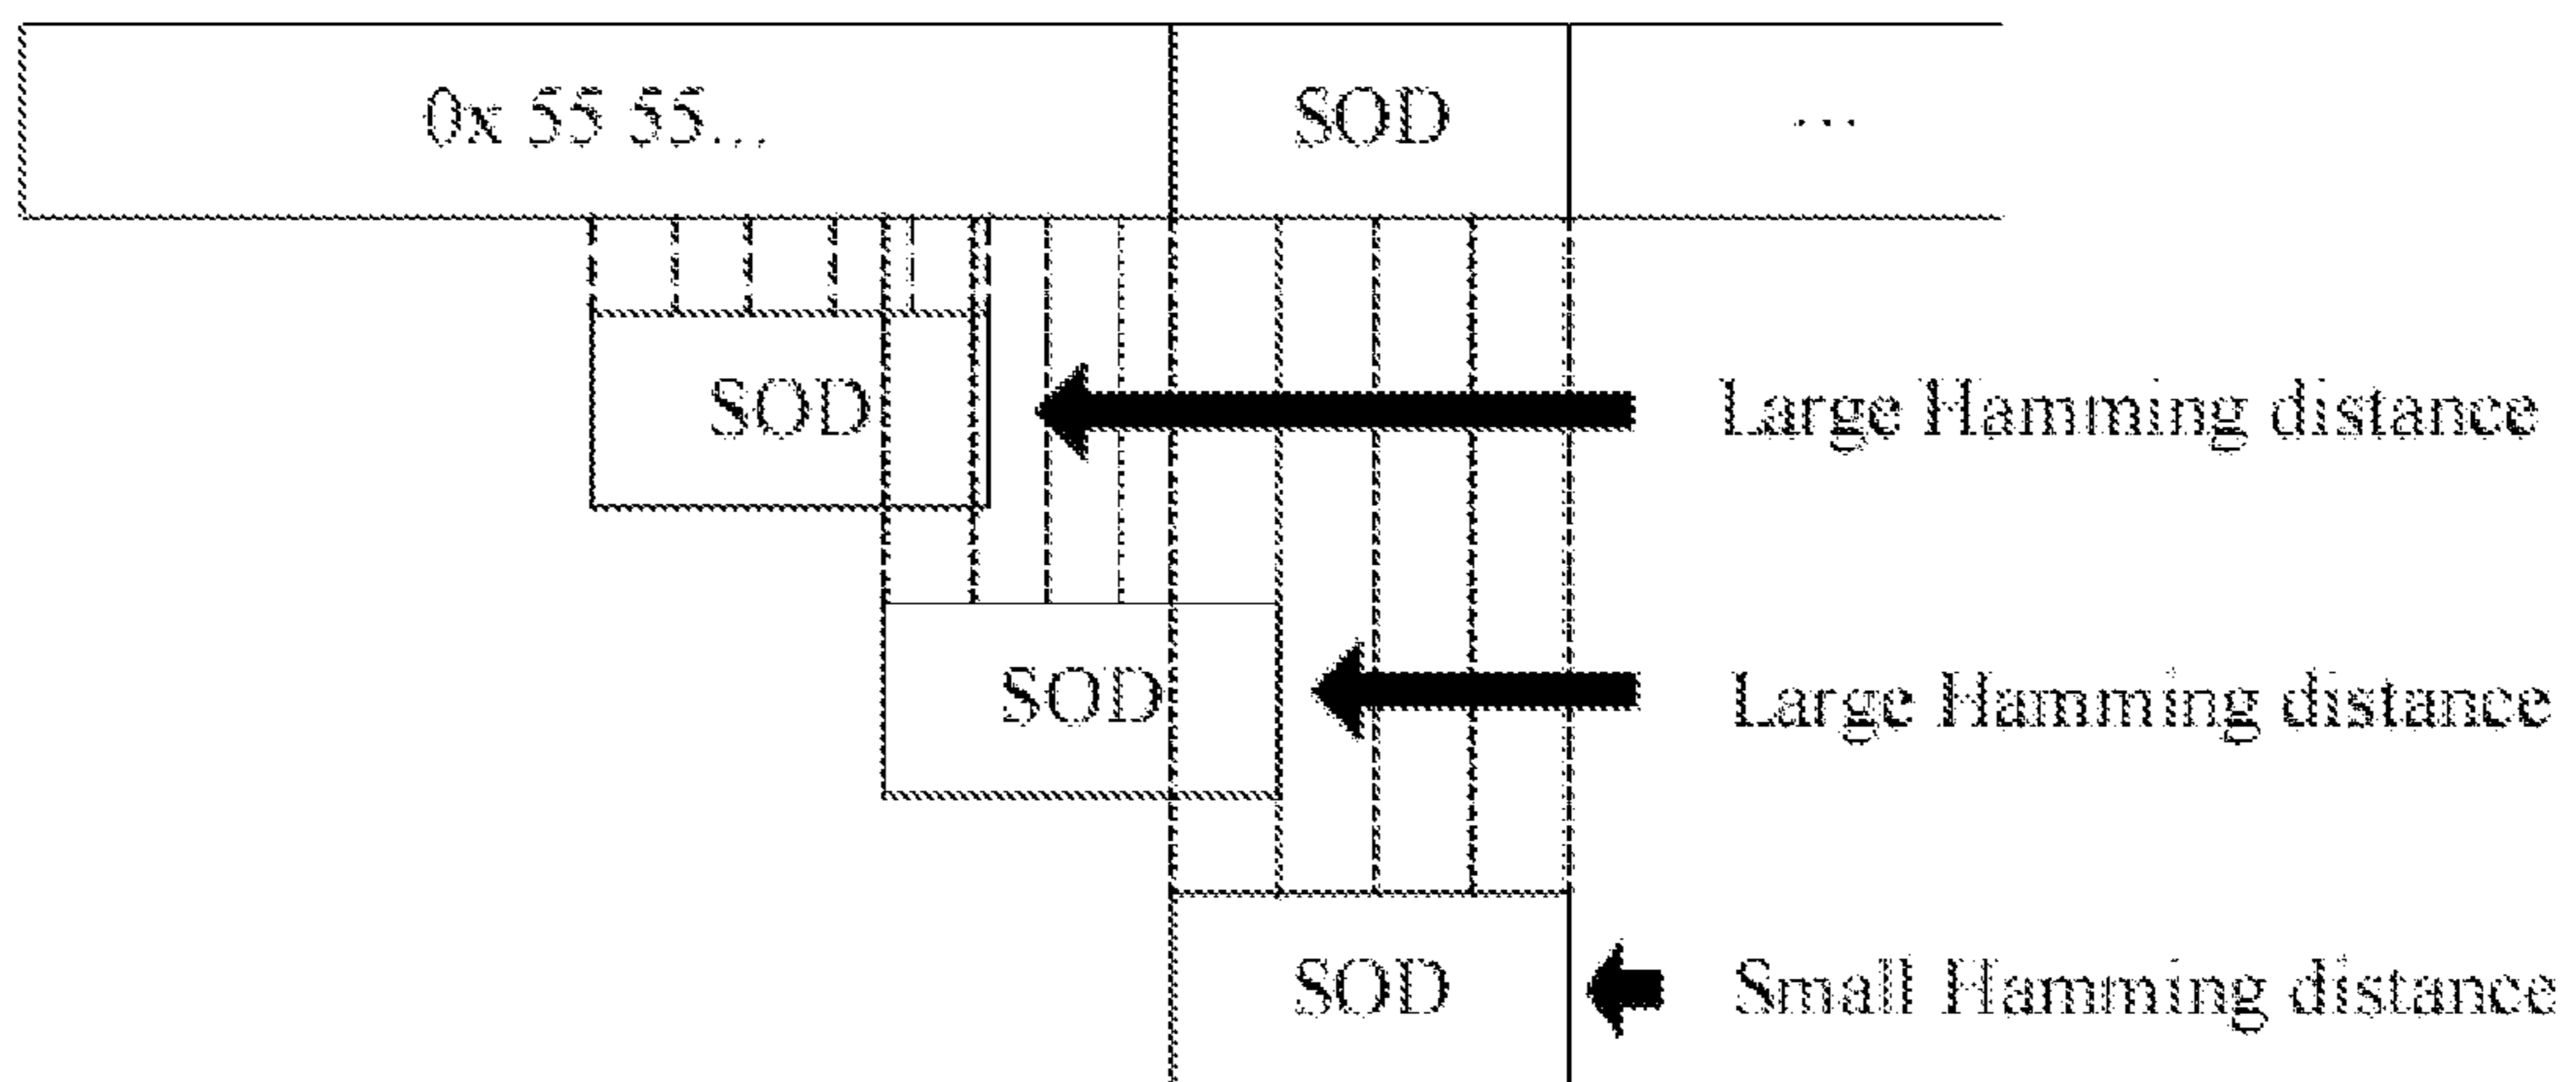 0x 55 55... SOD ...
SOD Large Hamming distance
SOD Large Hamming distance
SOD Small Hamming distance